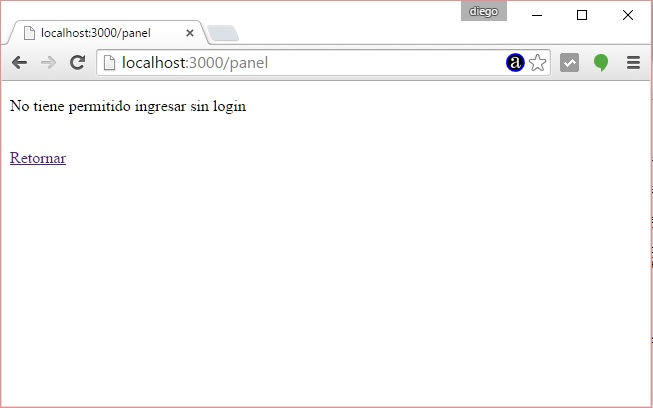 diego
localhost:3000/panel
localhost:3000/panel
a
No tiene permitido ingresar sin login
Retornar